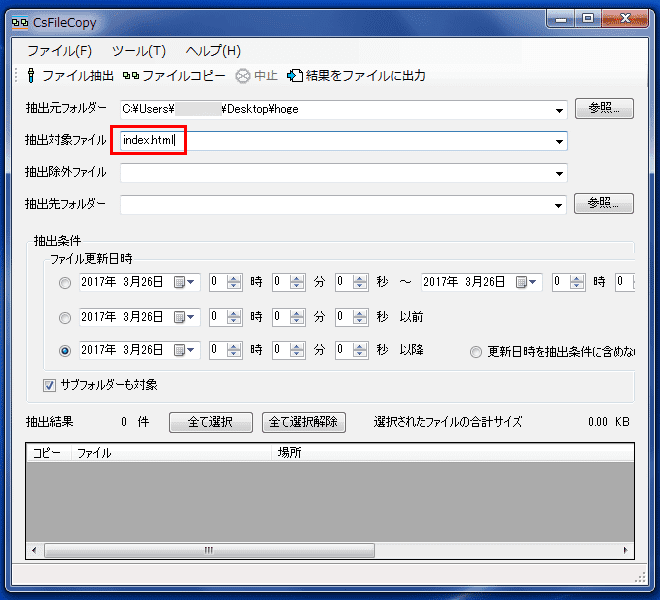 CsFileCopy
ファイル(F) ツール(T) ヘルプ(H)
ファイル抽出 ファイルコピー 中止 結果をファイルに出力
抽出元フォルダー C:¥Users¥ ¥Desktop¥hoge 参照...
抽出対象ファイル index.html
抽出除外ファイル
抽出先フォルダー 参照...
抽出条件
ファイル更新日時
2017年 3月26日 0 時 0 分 0 秒 ～ 2017年 3月26日 0 時 0
2017年 3月26日 0 時 0 分 0 秒 以前
2017年 3月26日 0 時 0 分 0 秒 以降 更新日時を抽出条件に含めな
サブフォルダーも対象
抽出結果 0 件 全て選択 全て選択解除 選択されたファイルの合計サイズ 0.00 KB
コピー ファイル 場所